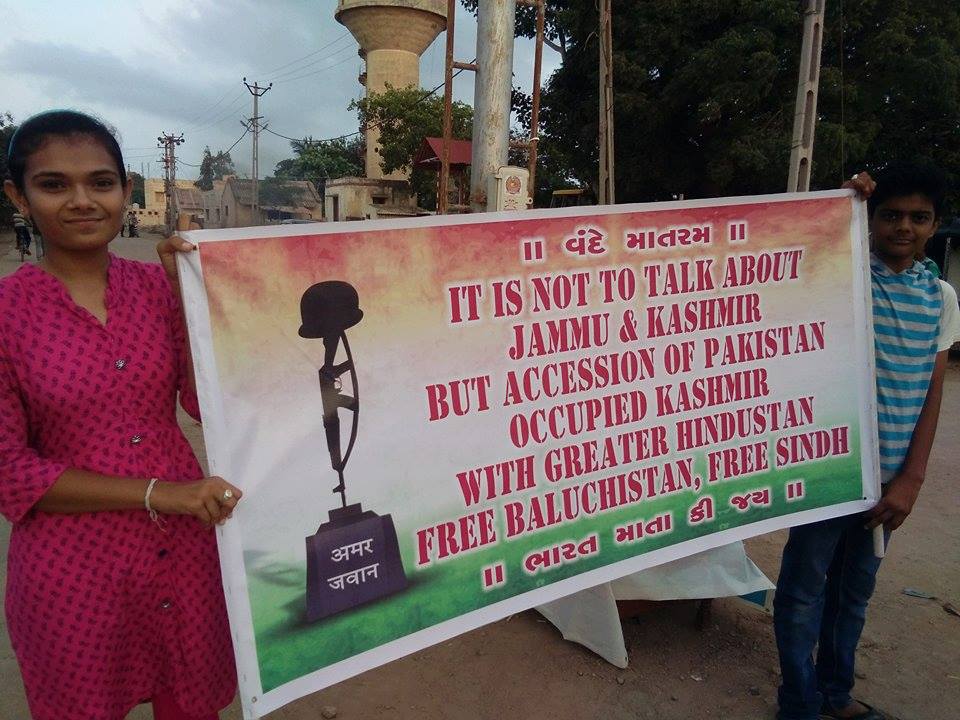 ॥ વંદે માતરમ ॥
IT IS NOT TO TALK ABOUT
JAMMU & KASHMIR
BUT ACCESSION OF PAKISTAN
OCCUPIED KASHMIR
WITH GREATER HINDUSTAN
FREE BALUCHISTAN, FREE SINDH
॥ ભારત માતા કી જય ॥
अमर
जवान